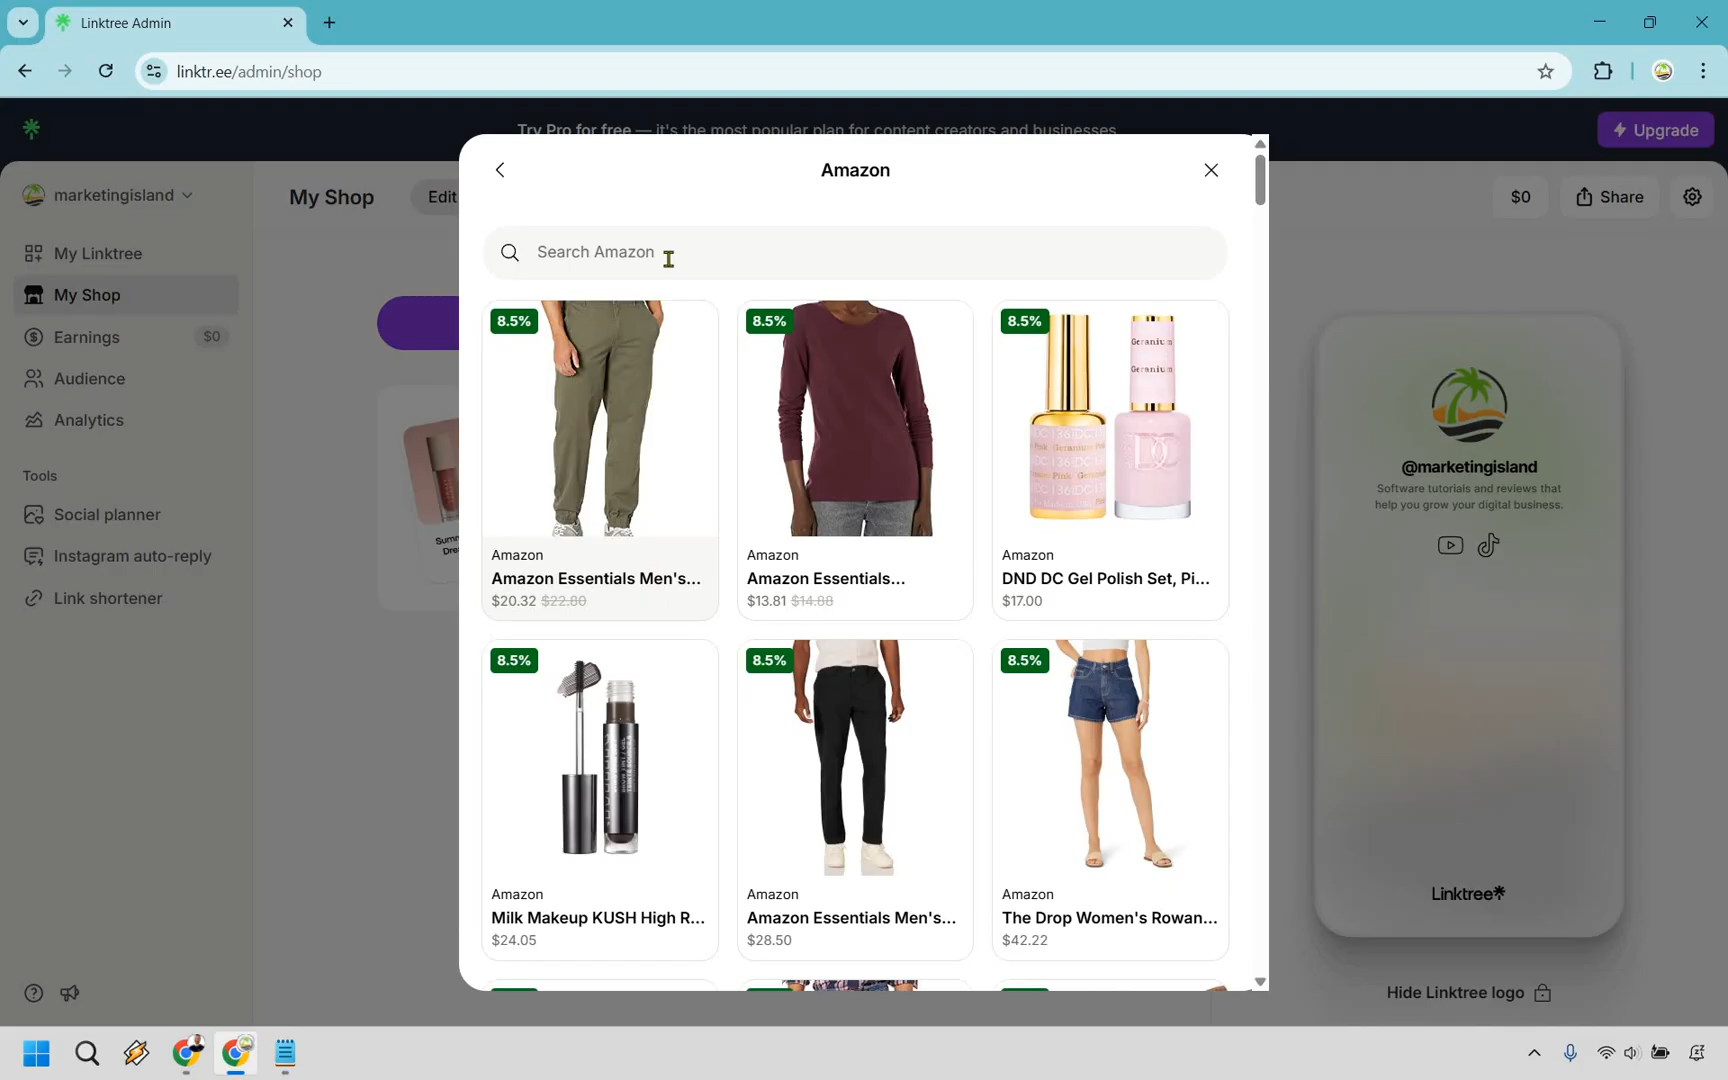 Linktree Admin
linktr.ee/admin/shop
Try Pro for free — it's the most popular plan for content creators and businesses
Upgrade
marketingisland
My Shop
Edit
$0
Share
My Linktree
My Shop
Earnings
$0
Audience
Analytics
Tools
Social planner
Instagram auto-reply
Link shortener
Amazon
Search Amazon
8.5%
Amazon
Amazon Essentials Men's...
$20.32 $22.80
8.5%
Amazon
Amazon Essentials...
$13.81 $14.88
8.5%
Geranium
Geranium
DC
Amazon
DND DC Gel Polish Set, Pi...
$17.00
8.5%
Amazon
Milk Makeup KUSH High R...
$24.05
8.5%
Amazon
Amazon Essentials Men's...
$28.50
8.5%
Amazon
The Drop Women's Rowan...
$42.22
@marketingisland
Software tutorials and reviews that
help you grow your digital business.
Linktree
Hide Linktree logo